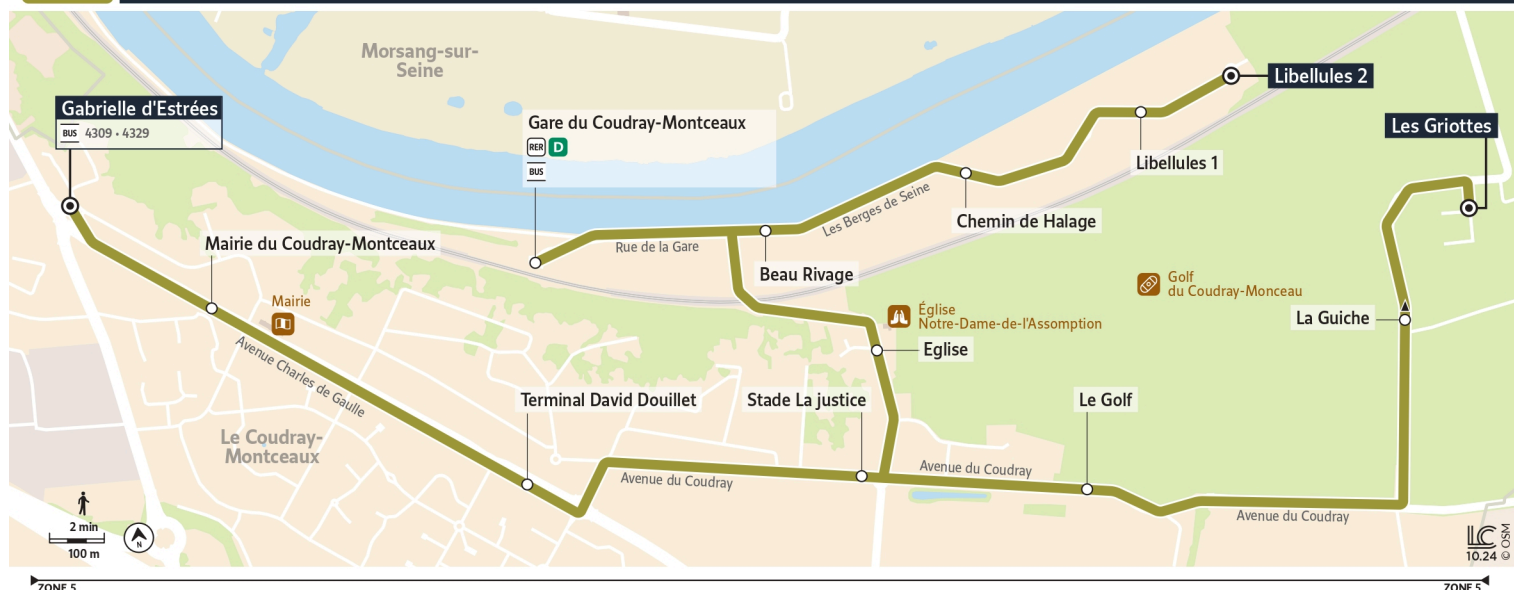 Morsang-sur-
Seine
Gabrielle d'Estrées
BUS 4309 • 4329
Gare du Coudray-Montceaux
RER D
BUS
Libellules 2
Les Griottes
Libellules 1
Chemin de Halage
Les Berges de Seine
Rue de la Gare
Beau Rivage
Mairie du Coudray-Montceaux
Mairie
Golf
du Coudray-Monceau
Église
Notre-Dame-de-l'Assomption
La Guiche
Eglise
Avenue Charles de Gaulle
Terminal David Douillet
Stade La justice
Le Golf
Le Coudray-
Montceaux
Avenue du Coudray
Avenue du Coudray
Avenue du Coudray
2 min
100 m
N
LC
10.24 © OSM
ZONE 5
ZONE 5